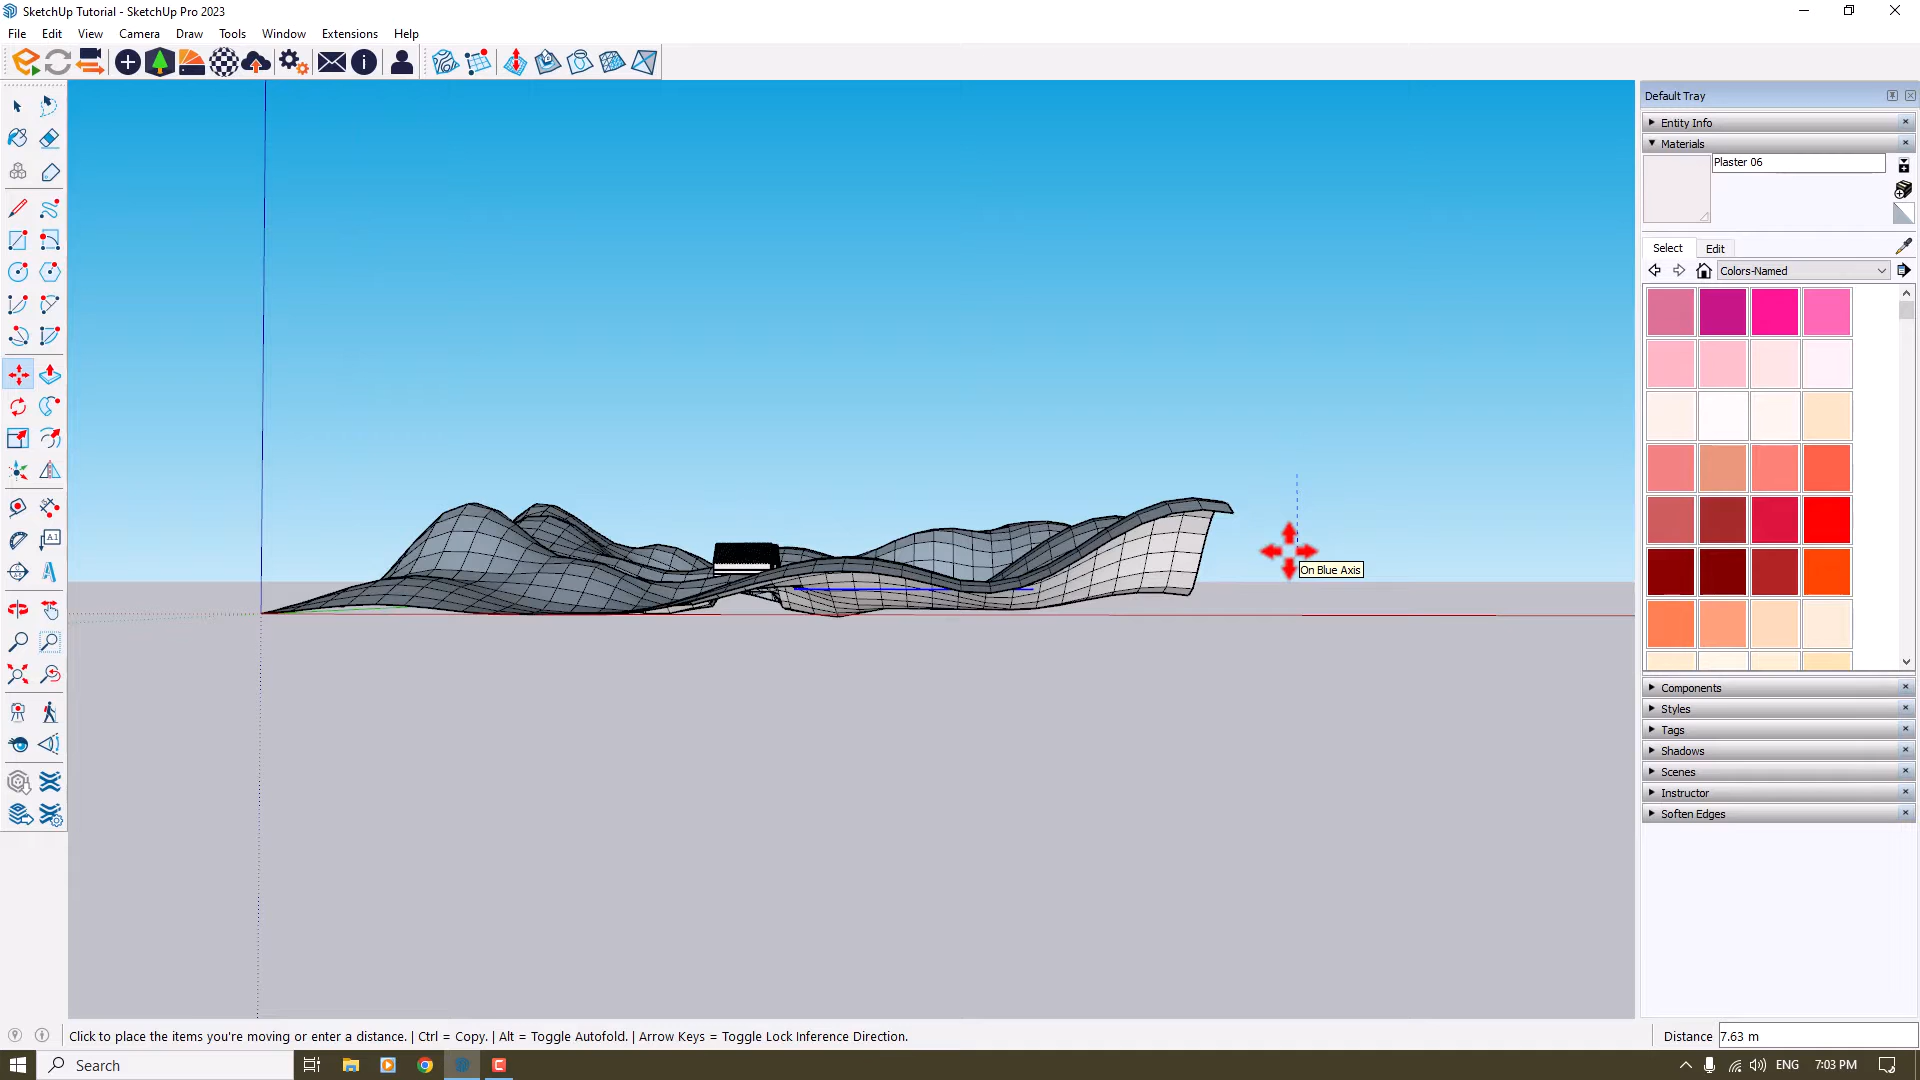 SketchUp Tutorial - SketchUp Pro 2023
File Edit View Camera Draw Tools Window Extensions Help
Default Tray
Entity Info
Materials
Plaster 06
Select Edit
Colors-Named
On Blue Axis
Components
Styles
Tags
Shadows
Scenes
Instructor
Soften Edges
Click to place the items you're moving or enter a distance. | Ctrl = Copy. | Alt = Toggle Autofold. | Arrow Keys = Toggle Lock Inference Direction.
Distance 7.63 m
Search
ENG 7:03 PM